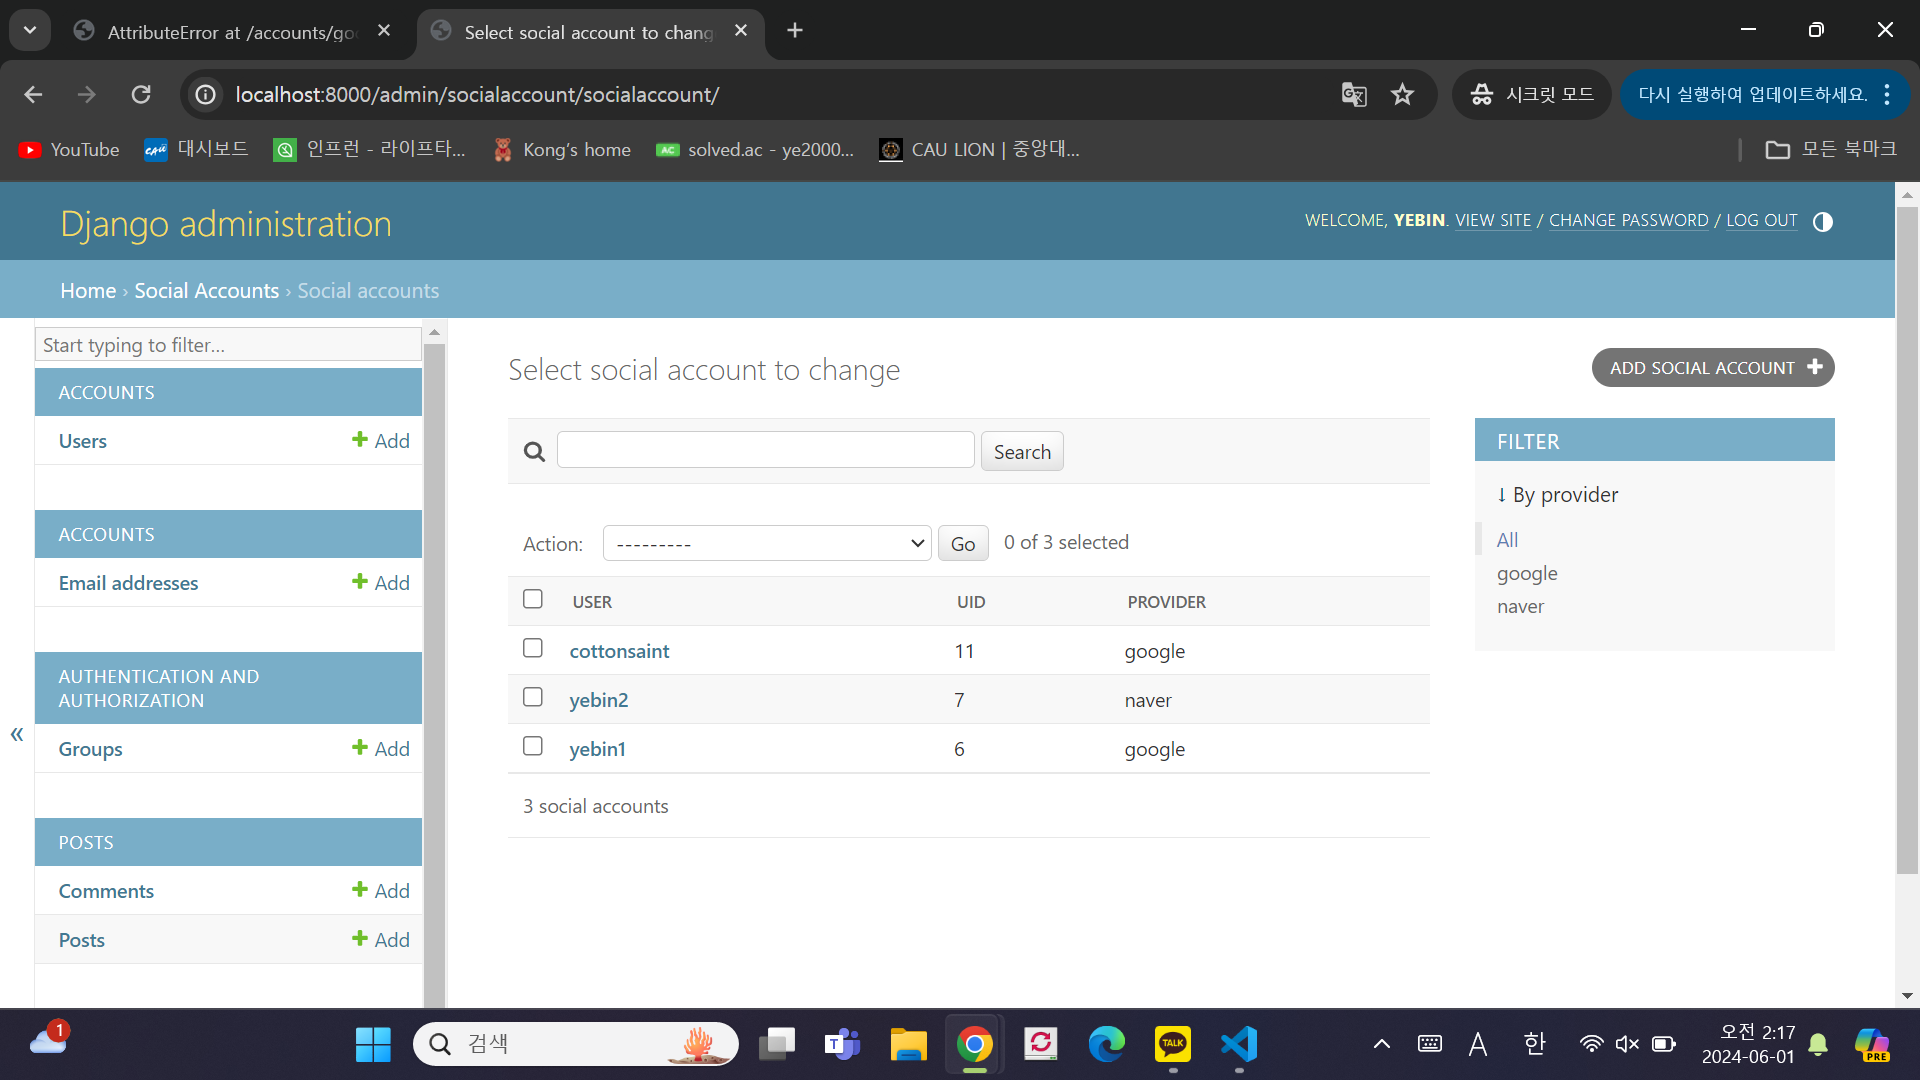 AttributeError at /accounts/goo
Select social account to chang
localhost:8000/admin/socialaccount/socialaccount/
시크릿 모드
다시 실행하여 업데이트하세요.
YouTube
대시보드
인프런 - 라이프타...
Kong's home
solved.ac - ye2000...
CAU LION | 중앙대...
모든 북마크
Django administration
WELCOME, YEBIN. VIEW SITE / CHANGE PASSWORD / LOG OUT
Home › Social Accounts › Social accounts
Start typing to filter...
ACCOUNTS
Users
Add
ACCOUNTS
Email addresses
Add
AUTHENTICATION AND
AUTHORIZATION
Groups
Add
POSTS
Comments
Add
Posts
Add
«
Select social account to change
ADD SOCIAL ACCOUNT
Search
Action:
---------
Go
0 of 3 selected
USER UID PROVIDER
cottonsaint 11 google
yebin2 7 naver
yebin1 6 google
3 social accounts
FILTER
↓ By provider
All
google
naver
1
검색
T
TALK
A
한
오전 2:17
2024-06-01
PRE